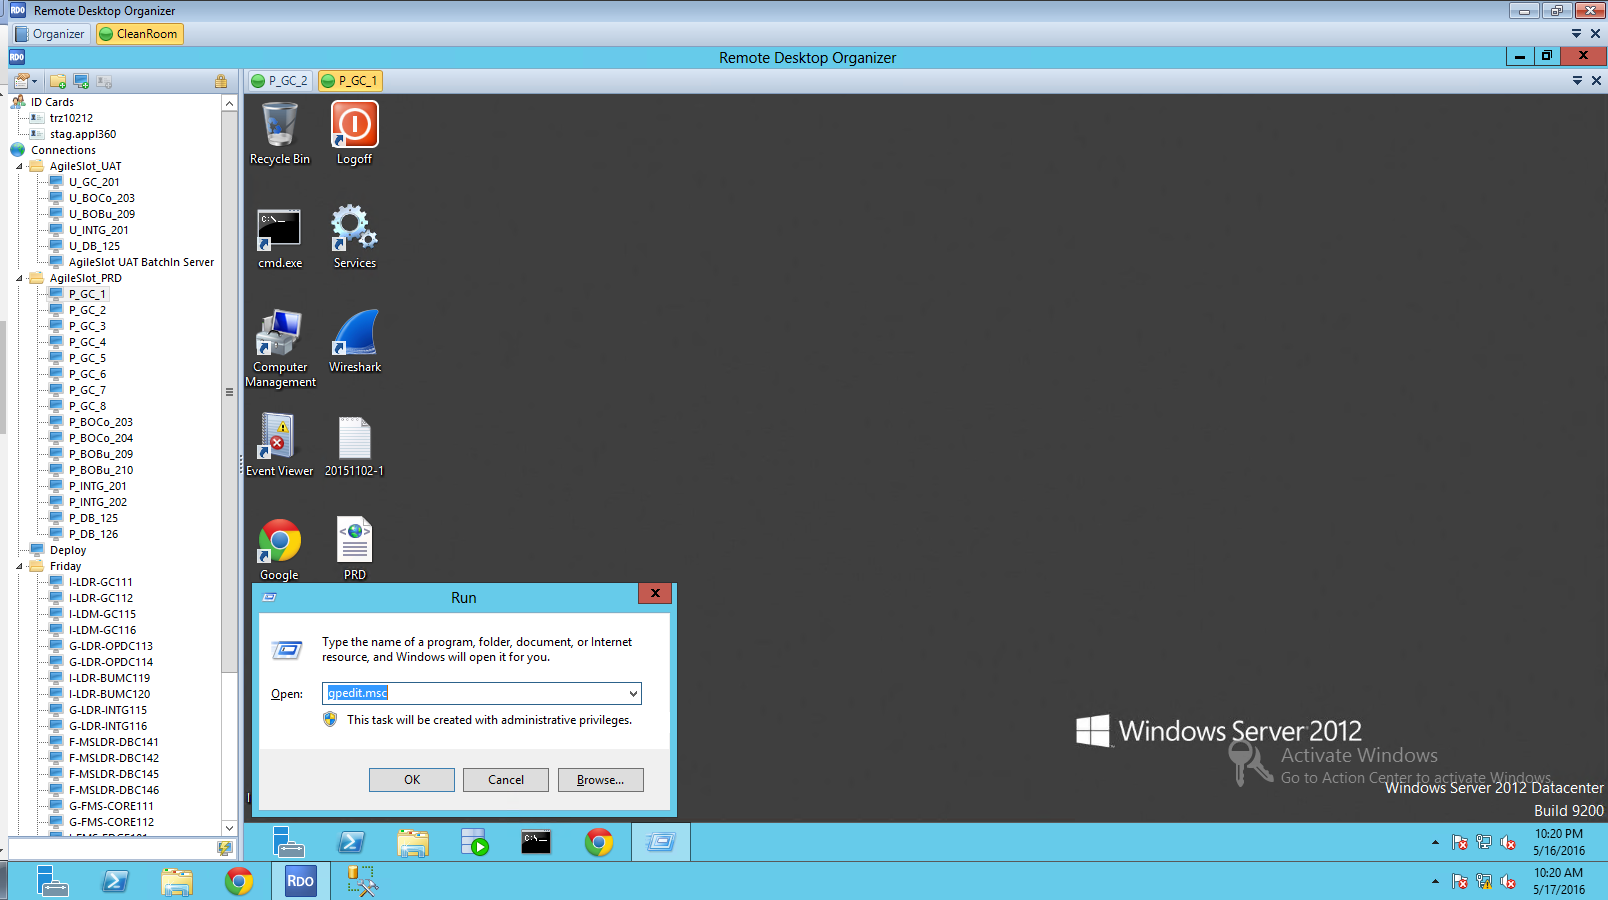 RDO Remote Desktop Organizer
Organizer CleanRoom
RDO Remote Desktop Organizer
P_GC_2 P_GC_1
ID Cards
trz10212
stag.appl360
Connections
AgileSlot_UAT
U_GC_201
U_BOCo_203
U_BOBu_209
U_INTG_201
U_DB_125
AgileSlot UAT BatchIn Server
AgileSlot_PRD
P_GC_1
P_GC_2
P_GC_3
P_GC_4
P_GC_5
P_GC_6
P_GC_7
P_GC_8
P_BOCo_203
P_BOCo_204
P_BOBu_209
P_BOBu_210
P_INTG_201
P_INTG_202
P_DB_125
P_DB_126
Deploy
Friday
I-LDR-GC111
I-LDR-GC112
I-LDM-GC115
I-LDM-GC116
G-LDR-OPDC113
G-LDR-OPDC114
I-LDR-BUMC119
I-LDR-BUMC120
G-LDR-INTG115
G-LDR-INTG116
F-MSLDR-DBC141
F-MSLDR-DBC142
F-MSLDR-DBC145
F-MSLDR-DBC146
G-FMS-CORE111
G-FMS-CORE112
Recycle Bin Logoff
C:\_
cmd.exe Services
Computer
Management Wireshark
Event Viewer 20151102-1
Google PRD
Run
Type the name of a program, folder, document, or Internet
resource, and Windows will open it for you.
Open: gpedit.msc
This task will be created with administrative privileges.
OK Cancel Browse...
Windows Server 2012
Activate Windows
Go to Action Center to activate Windows.
Windows Server 2012 Datacenter
Build 9200
10:20 PM
5/16/2016
RDO
10:20 AM
5/17/2016